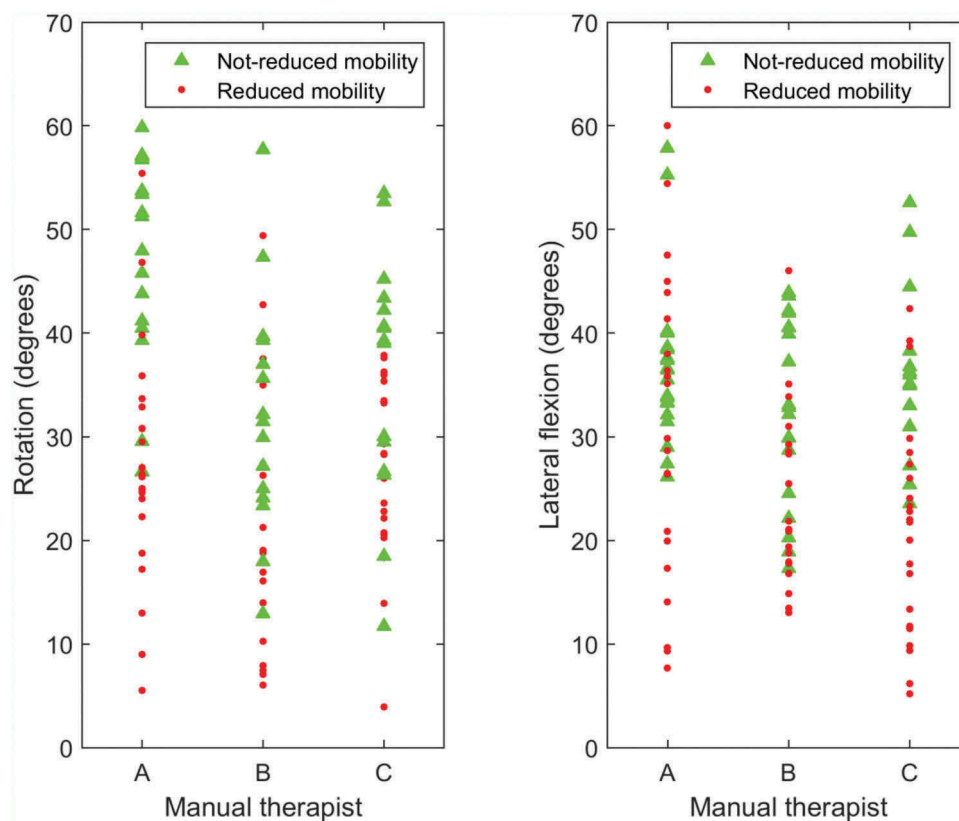 70
60
50
40
30
20
10
0
Rotation (degrees)
Not-reduced mobility
Reduced mobility
A B C
Manual therapist
70
60
50
40
30
20
10
0
Lateral flexion (degrees)
Not-reduced mobility
Reduced mobility
A B C
Manual therapist